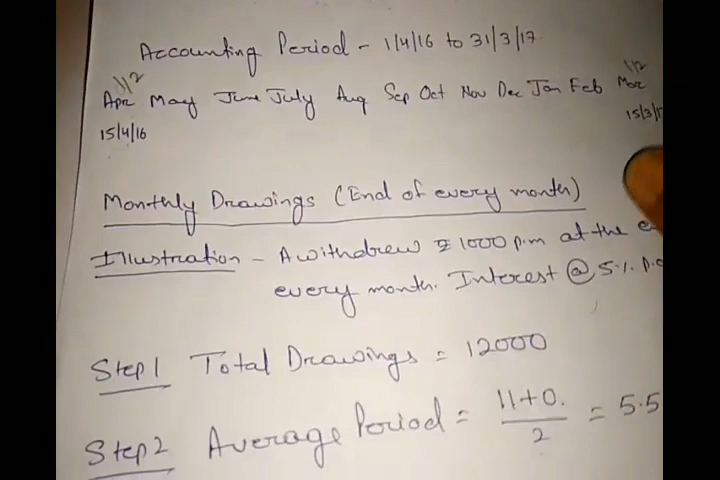 Accounting Period - 1/4/16 to 31/3/17
11½ ½
Apr May June July Aug Sep Oct Nov Dec Jan Feb Mar
15/4/16 15/3/1
Monthly Drawings (End of every month)
Illustration - A withdrew ₹ 1000 p.m at the
every month. Interest @ 5%
Step 1 Total Drawings = 12000
Step 2 Average Period = 11+0. / 2 = 5.5